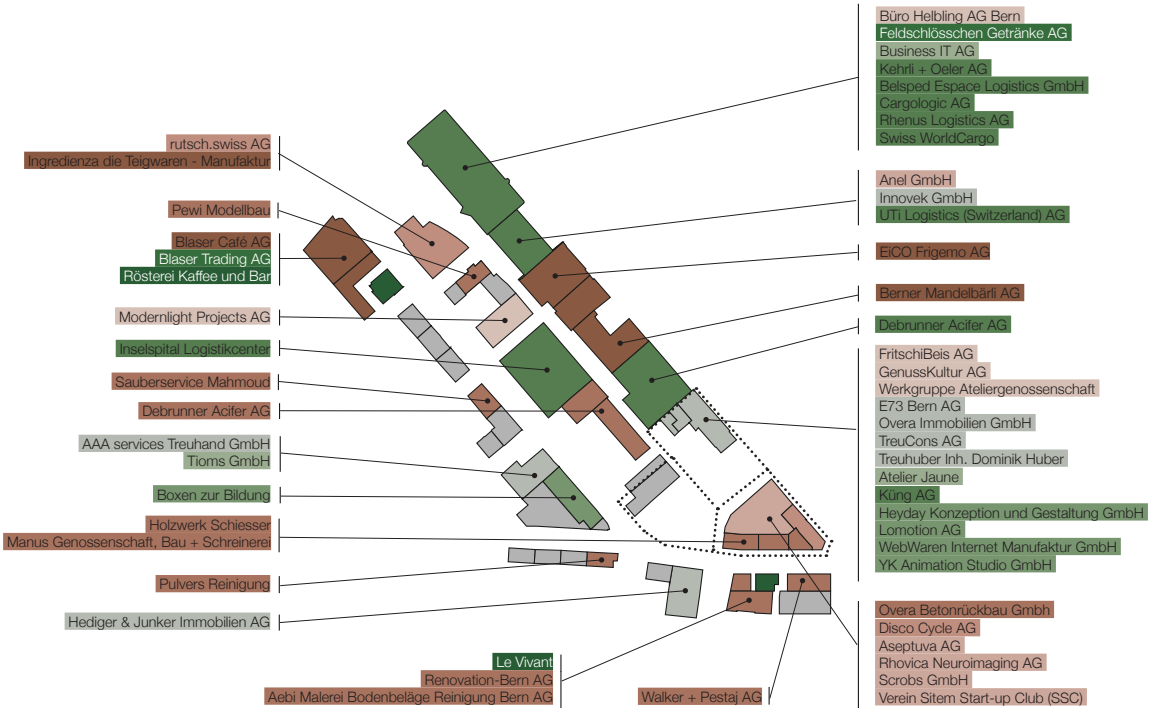 rutsch.swiss AG
Ingredienza die Teigwaren - Manufaktur
Pewi Modellbau
Blaser Café AG
Blaser Trading AG
Rösterei Kaffee und Bar
Modernlight Projects AG
Inselspital Logistikcenter
Sauberservice Mahmoud
Debrunner Acifer AG
AAA services Treuhand GmbH
Tioms GmbH
Boxen zur Bildung
Holzwerk Schiesser
Manus Genossenschaft, Bau + Schreinerei
Pulvers Reinigung
Hediger & Junker Immobilien AG
Le Vivant
Renovation-Bern AG
Aebi Malerei Bodenbeläge Reinigung Bern AG
Walker + Pestaj AG
Büro Helbling AG Bern
Feldschlösschen Getränke AG
Business IT AG
Kehrli + Oeler AG
Belsped Espace Logistics GmbH
Cargologic AG
Rhenus Logistics AG
Swiss WorldCargo
Anel GmbH
Innovek GmbH
UTi Logistics (Switzerland) AG
EiCO Frigemo AG
Berner Mandelbärli AG
Debrunner Acifer AG
FritschiBeis AG
GenussKultur AG
Werkgruppe Ateliergenossenschaft
E73 Bern AG
Overa Immobilien GmbH
TreuCons AG
Treuhuber Inh. Dominik Huber
Atelier Jaune
Küng AG
Heyday Konzeption und Gestaltung GmbH
Lomotion AG
WebWaren Internet Manufaktur GmbH
YK Animation Studio GmbH
Overa Betonrückbau Gmbh
Disco Cycle AG
Aseptuva AG
Rhovica Neuroimaging AG
Scrobs GmbH
Verein Sitem Start-up Club (SSC)